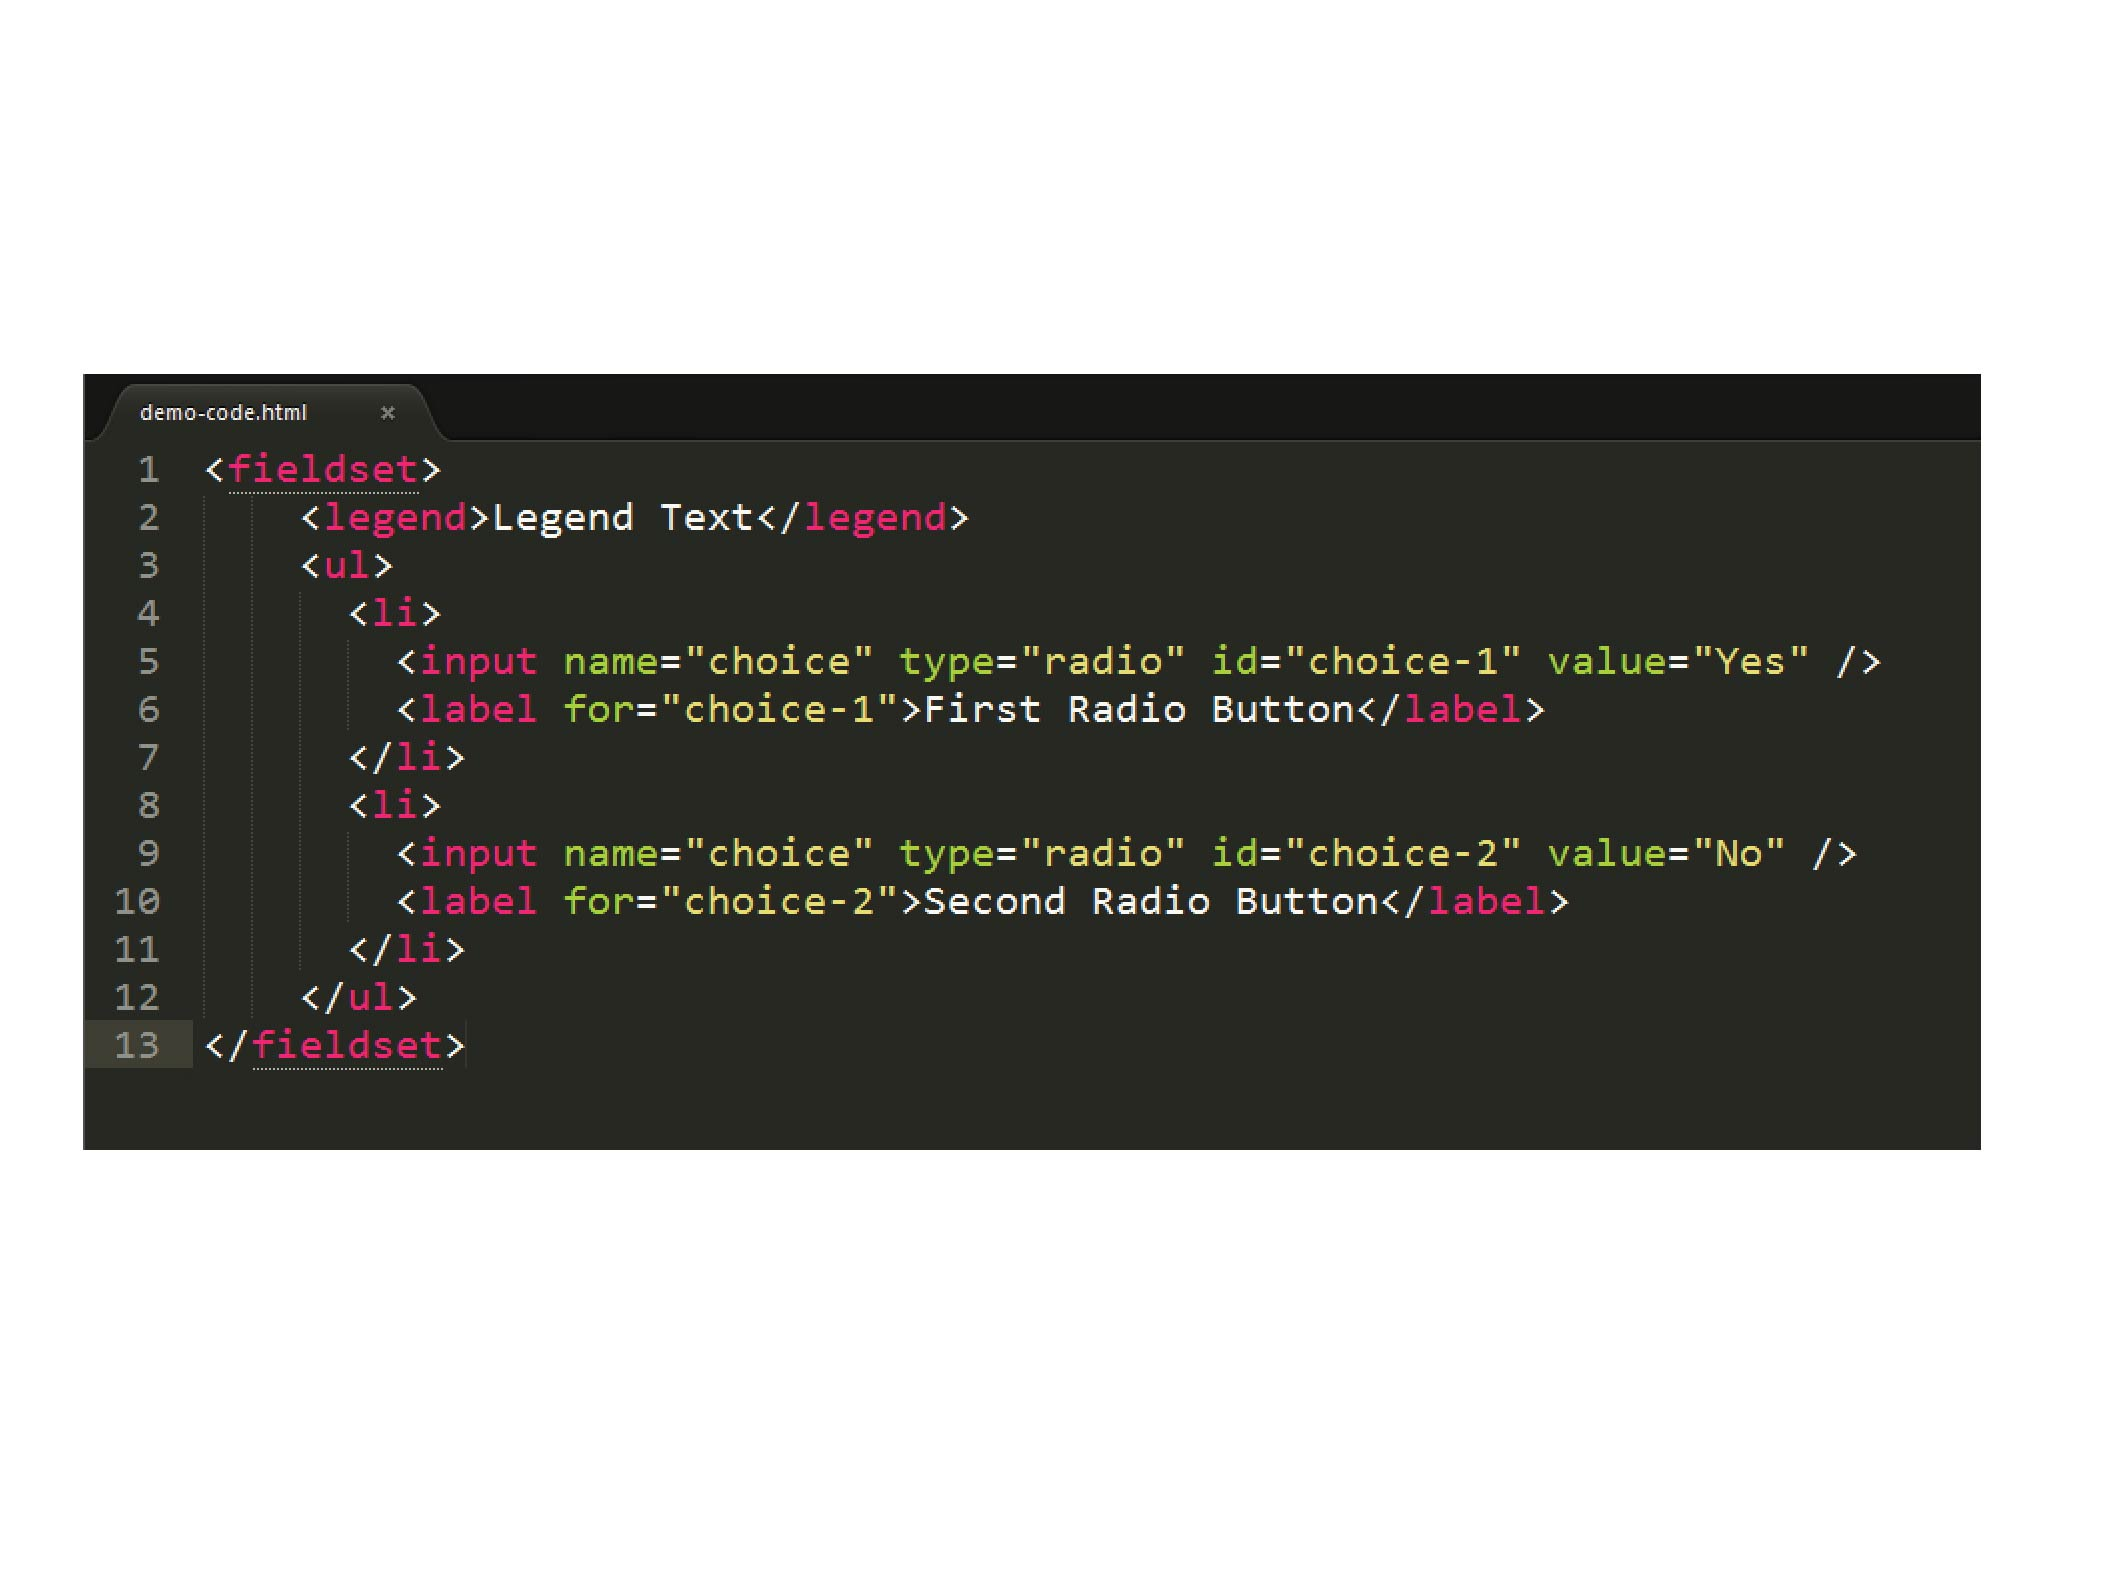 demo-code.html ×
1 <fieldset>
2 <legend>Legend Text</legend>
3 <ul>
4 <li>
5 <input name="choice" type="radio" id="choice-1" value="Yes" />
6 <label for="choice-1">First Radio Button</label>
7 </li>
8 <li>
9 <input name="choice" type="radio" id="choice-2" value="No" />
10 <label for="choice-2">Second Radio Button</label>
11 </li>
12 </ul>
13 </fieldset>